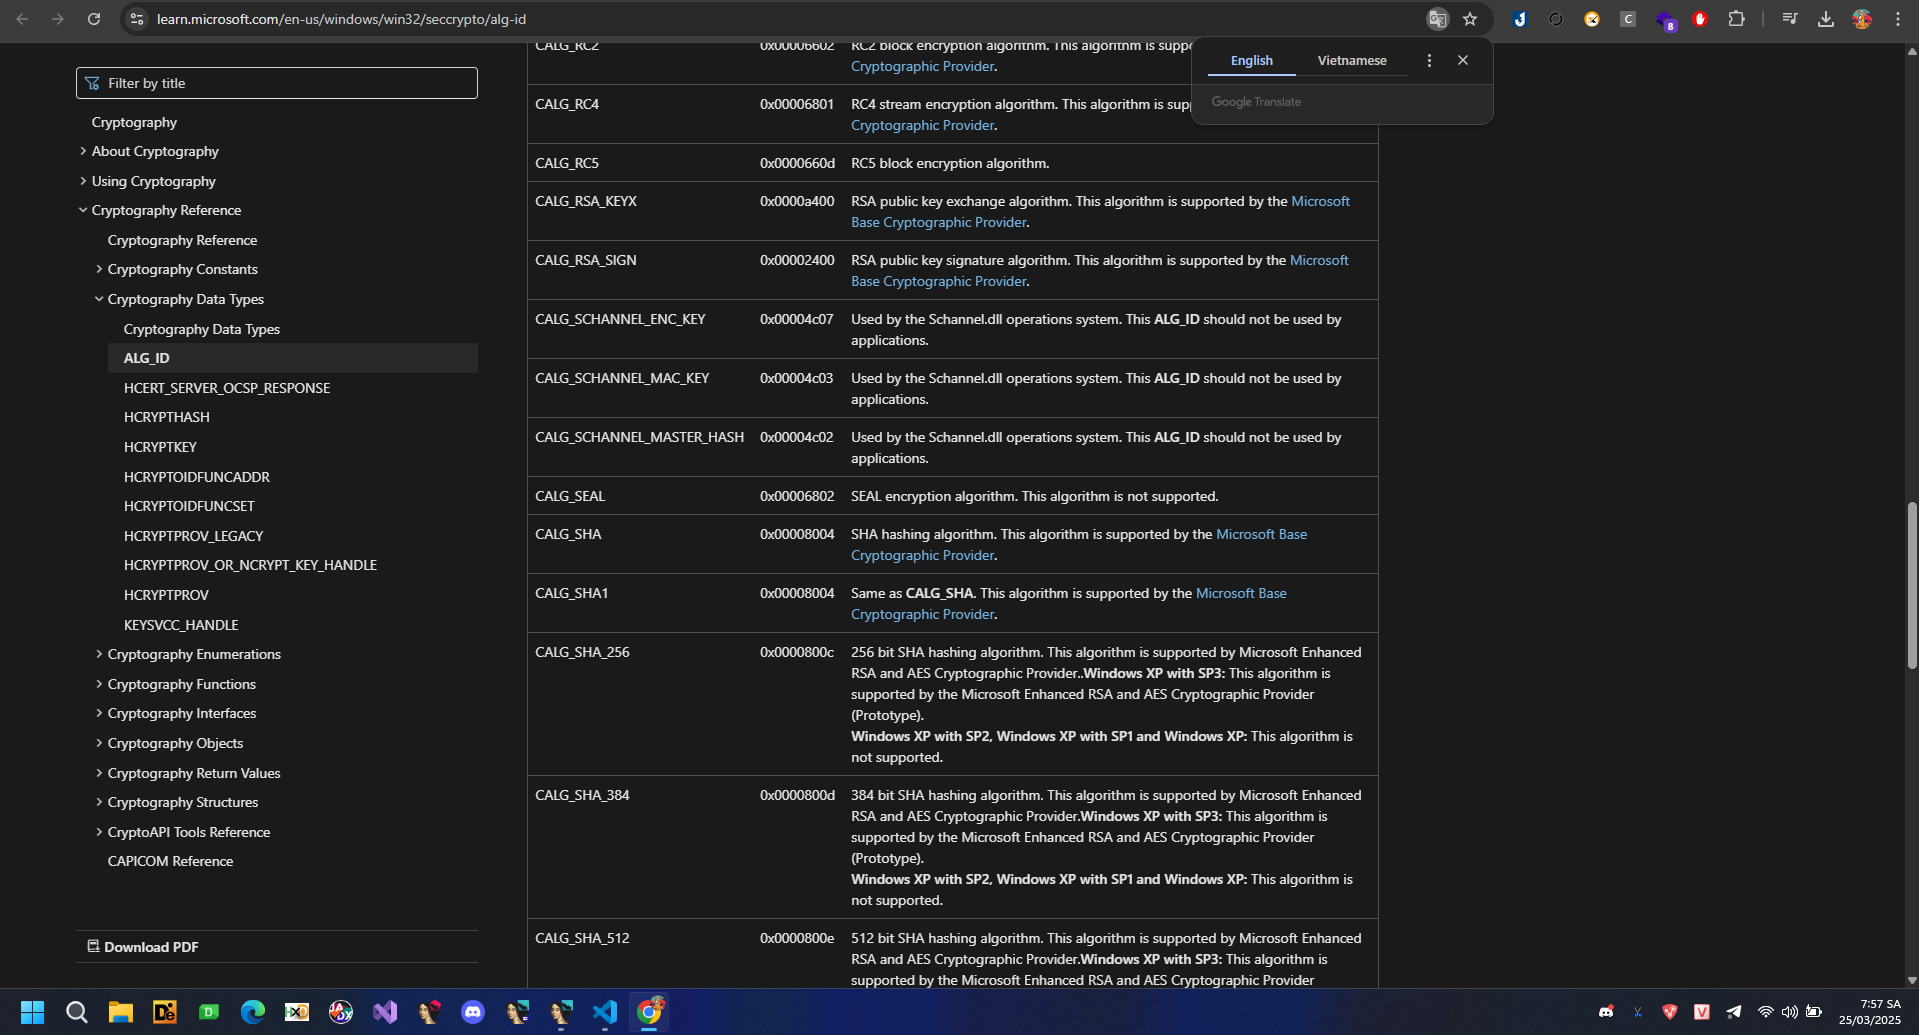 learn.microsoft.com/en-us/windows/win32/seccrypto/alg-id
8
English
Vietnamese
Google Translate
Filter by title
Cryptography
About Cryptography
Using Cryptography
Cryptography Reference
Cryptography Reference
Cryptography Constants
Cryptography Data Types
Cryptography Data Types
ALG_ID
HCERT_SERVER_OCSP_RESPONSE
HCRYPTHASH
HCRYPTKEY
HCRYPTOIDFUNCADDR
HCRYPTOIDFUNCSET
HCRYPTPROV_LEGACY
HCRYPTPROV_OR_NCRYPT_KEY_HANDLE
HCRYPTPROV
KEYSVCC_HANDLE
Cryptography Enumerations
Cryptography Functions
Cryptography Interfaces
Cryptography Objects
Cryptography Return Values
Cryptography Structures
CryptoAPI Tools Reference
CAPICOM Reference
Download PDF
CALG_RC2 0x00006602 RC2 block encryption algorithm. This algorithm is
Cryptographic Provider.
CALG_RC4 0x00006801 RC4 stream encryption algorithm. This algorithm is
Cryptographic Provider.
CALG_RC5 0x0000660d RC5 block encryption algorithm.
CALG_RSA_KEYX 0x0000a400 RSA public key exchange algorithm. This algorithm is supported by the Microsoft
Base Cryptographic Provider.
CALG_RSA_SIGN 0x00002400 RSA public key signature algorithm. This algorithm is supported by the Microsoft
Base Cryptographic Provider.
CALG_SCHANNEL_ENC_KEY 0x00004c07 Used by the Schannel.dll operations system. This ALG_ID should not be used by
applications.
CALG_SCHANNEL_MAC_KEY 0x00004c03 Used by the Schannel.dll operations system. This ALG_ID should not be used by
applications.
CALG_SCHANNEL_MASTER_HASH 0x00004c02 Used by the Schannel.dll operations system. This ALG_ID should not be used by
applications.
CALG_SEAL 0x00006802 SEAL encryption algorithm. This algorithm is not supported.
CALG_SHA 0x00008004 SHA hashing algorithm. This algorithm is supported by the Microsoft Base
Cryptographic Provider.
CALG_SHA1 0x00008004 Same as CALG_SHA. This algorithm is supported by the Microsoft Base
Cryptographic Provider.
CALG_SHA_256 0x0000800c 256 bit SHA hashing algorithm. This algorithm is supported by Microsoft Enhanced
RSA and AES Cryptographic Provider..Windows XP with SP3: This algorithm is
supported by the Microsoft Enhanced RSA and AES Cryptographic Provider
(Prototype).
Windows XP with SP2, Windows XP with SP1 and Windows XP: This algorithm is
not supported.
CALG_SHA_384 0x0000800d 384 bit SHA hashing algorithm. This algorithm is supported by Microsoft Enhanced
RSA and AES Cryptographic Provider.Windows XP with SP3: This algorithm is
supported by the Microsoft Enhanced RSA and AES Cryptographic Provider
(Prototype).
Windows XP with SP2, Windows XP with SP1 and Windows XP: This algorithm is
not supported.
CALG_SHA_512 0x0000800e 512 bit SHA hashing algorithm. This algorithm is supported by Microsoft Enhanced
RSA and AES Cryptographic Provider.Windows XP with SP3: This algorithm is
supported by the Microsoft Enhanced RSA and AES Cryptographic Provider
7:57 SA
25/03/2025